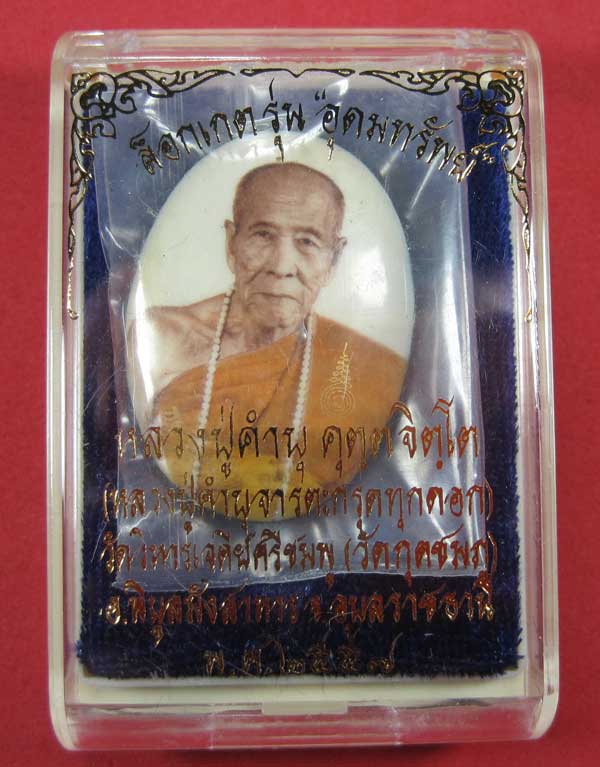 ล็อกเกตรุ่น "อุดมทรัพย์"
หลวงปู่คำพุ คุตฺตจิตฺโต
(หลวงปู่คำพุจารตะกรุดทุกดอก)
วัดวินทร์เจดีย์ศรีชมพุ (วัดกุดชมภู)
อ.พิบูลมังสาหาร จ.อุบลราชธานี
พ.ศ.๒๕๕๗